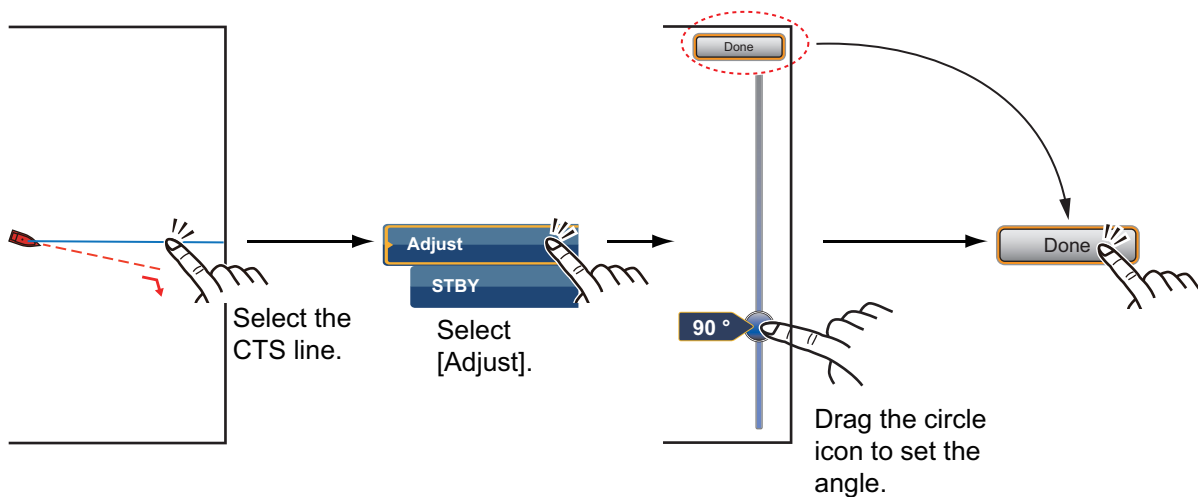 Select the
CTS line.
Adjust
STBY
Select
[Adjust].
Done
90 °
Drag the circle
icon to set the
angle.
Done